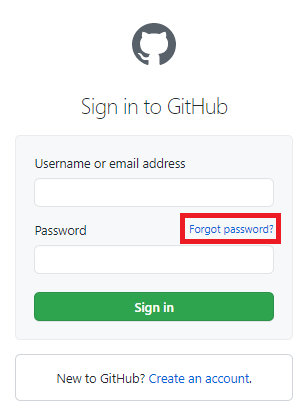 Sign in to GitHub
Username or email address
Password Forgot password?
Sign in
New to GitHub? Create an account.